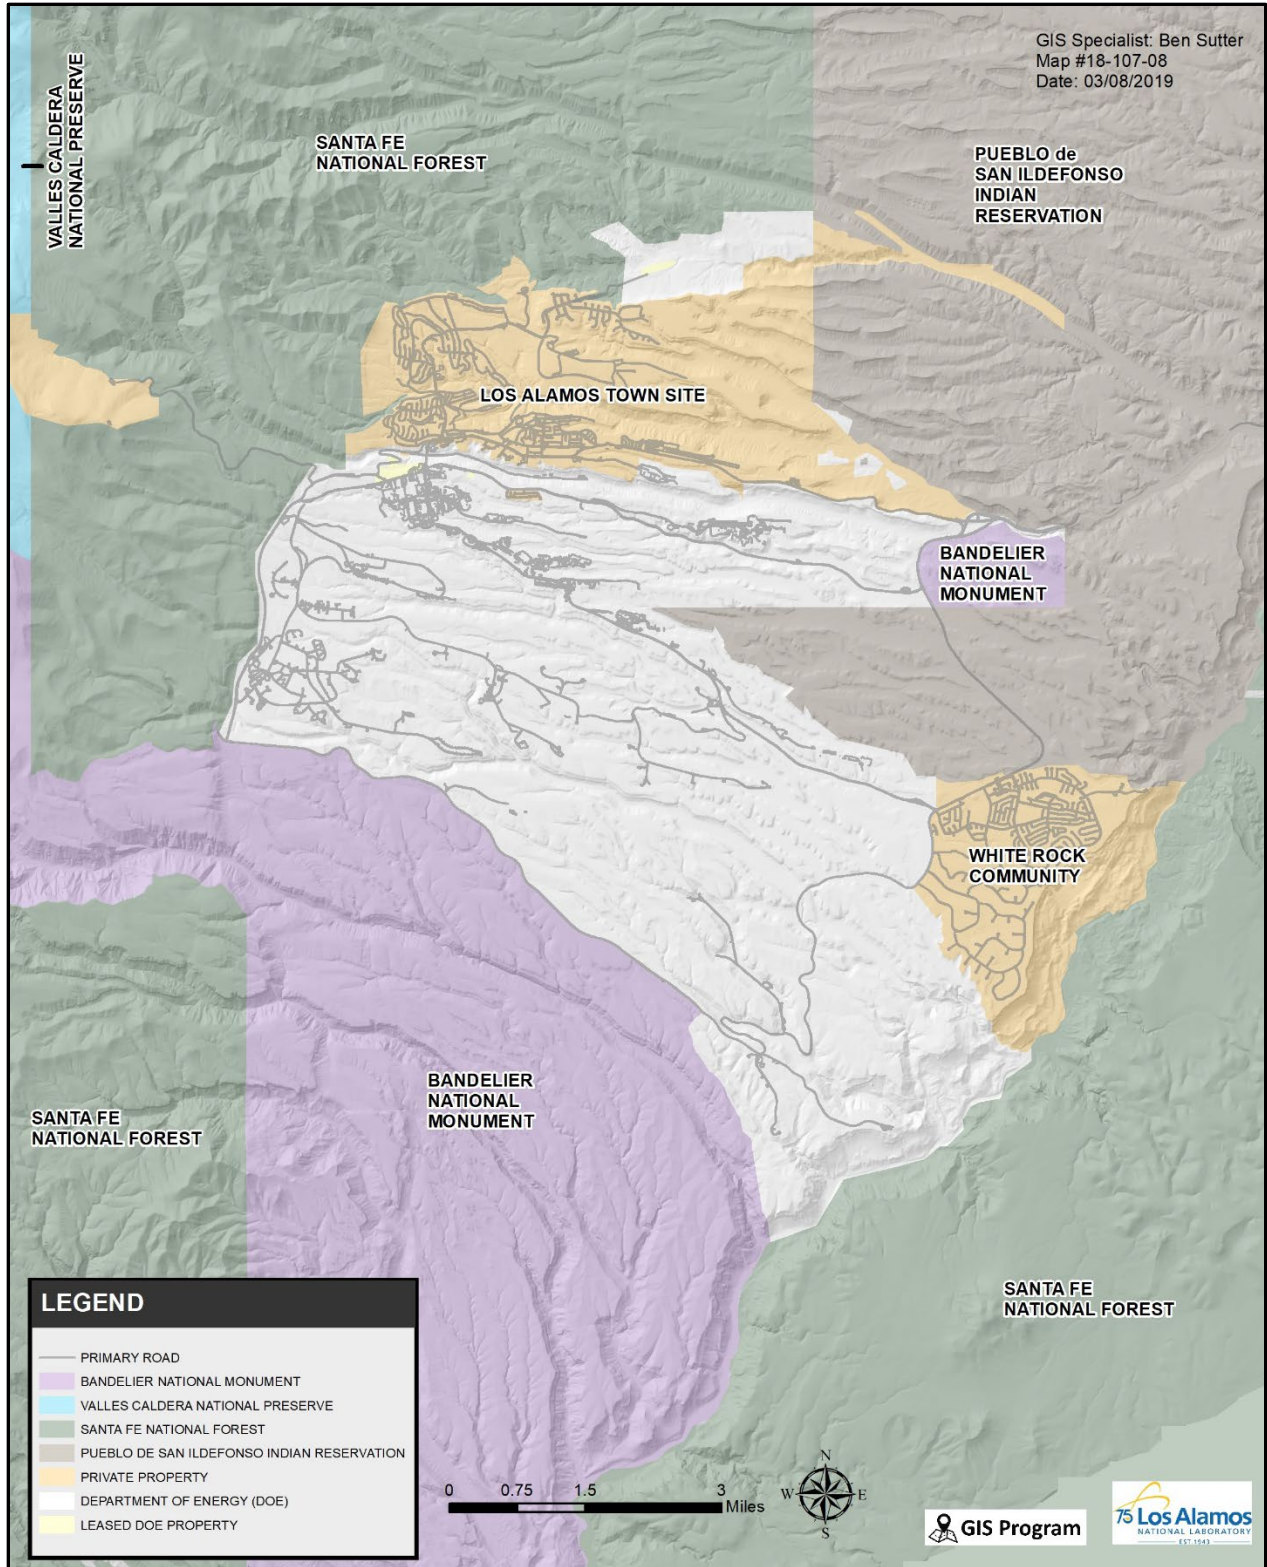 GIS Specialist: Ben Sutter
Map #18-107-08
Date: 03/08/2019
VALLES CALDERA
NATIONAL PRESERVE
SANTA FE
NATIONAL FOREST
PUEBLO de
SAN ILDEFONSO
INDIAN
RESERVATION
LOS ALAMOS TOWN SITE
BANDELIER
NATIONAL
MONUMENT
WHITE ROCK
COMMUNITY
BANDELIER
NATIONAL
MONUMENT
SANTA FE
NATIONAL FOREST
SANTA FE
NATIONAL FOREST
LEGEND
PRIMARY ROAD
BANDELIER NATIONAL MONUMENT
VALLES CALDERA NATIONAL PRESERVE
SANTA FE NATIONAL FOREST
PUEBLO DE SAN ILDEFONSO INDIAN RESERVATION
PRIVATE PROPERTY
DEPARTMENT OF ENERGY (DOE)
LEASED DOE PROPERTY
0 0.75 1.5 3
Miles
N
W E
S
GIS Program
75 Los Alamos
NATIONAL LABORATORY
EST. 1943